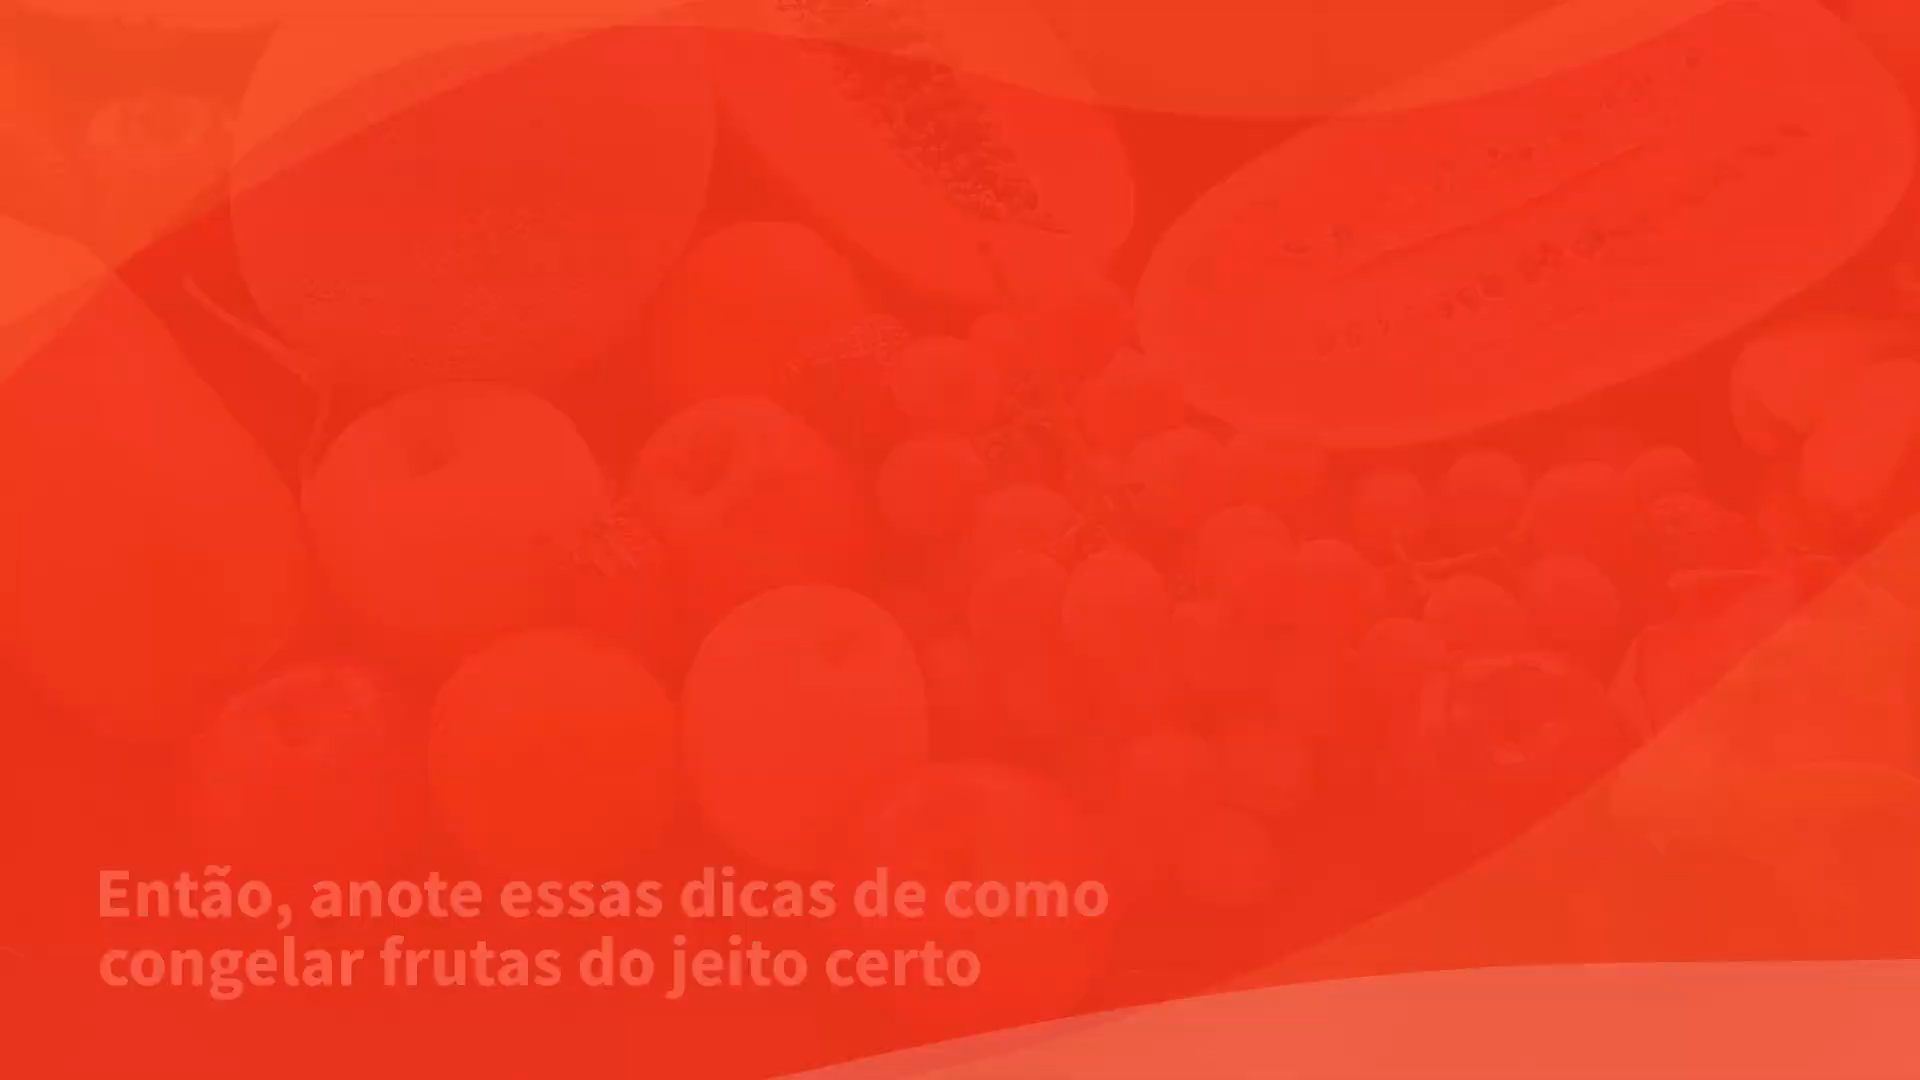 Então, anote essas dicas de como
congelar frutas do jeito certo